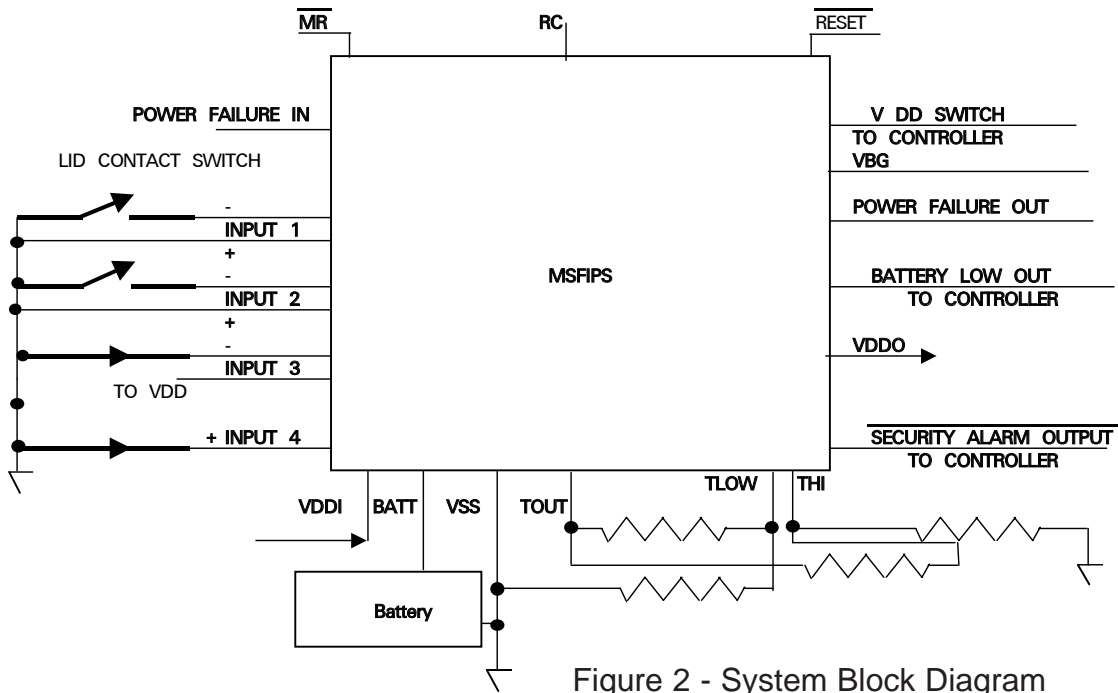 MR
RC
RESET
POWER FAILURE IN
LID CONTACT SWITCH
-
INPUT 1
+
-
INPUT 2
+
-
INPUT 3
TO VDD
+ INPUT 4
MSFIPS
V DD SWITCH
TO CONTROLLER
VBG
POWER FAILURE OUT
BATTERY LOW OUT
TO CONTROLLER
VDDO
SECURITY ALARM OUTPUT
TO CONTROLLER
VDDI
BATT
VSS
TOUT
TLOW
THI
Battery
Figure 2 - System Block Diagram